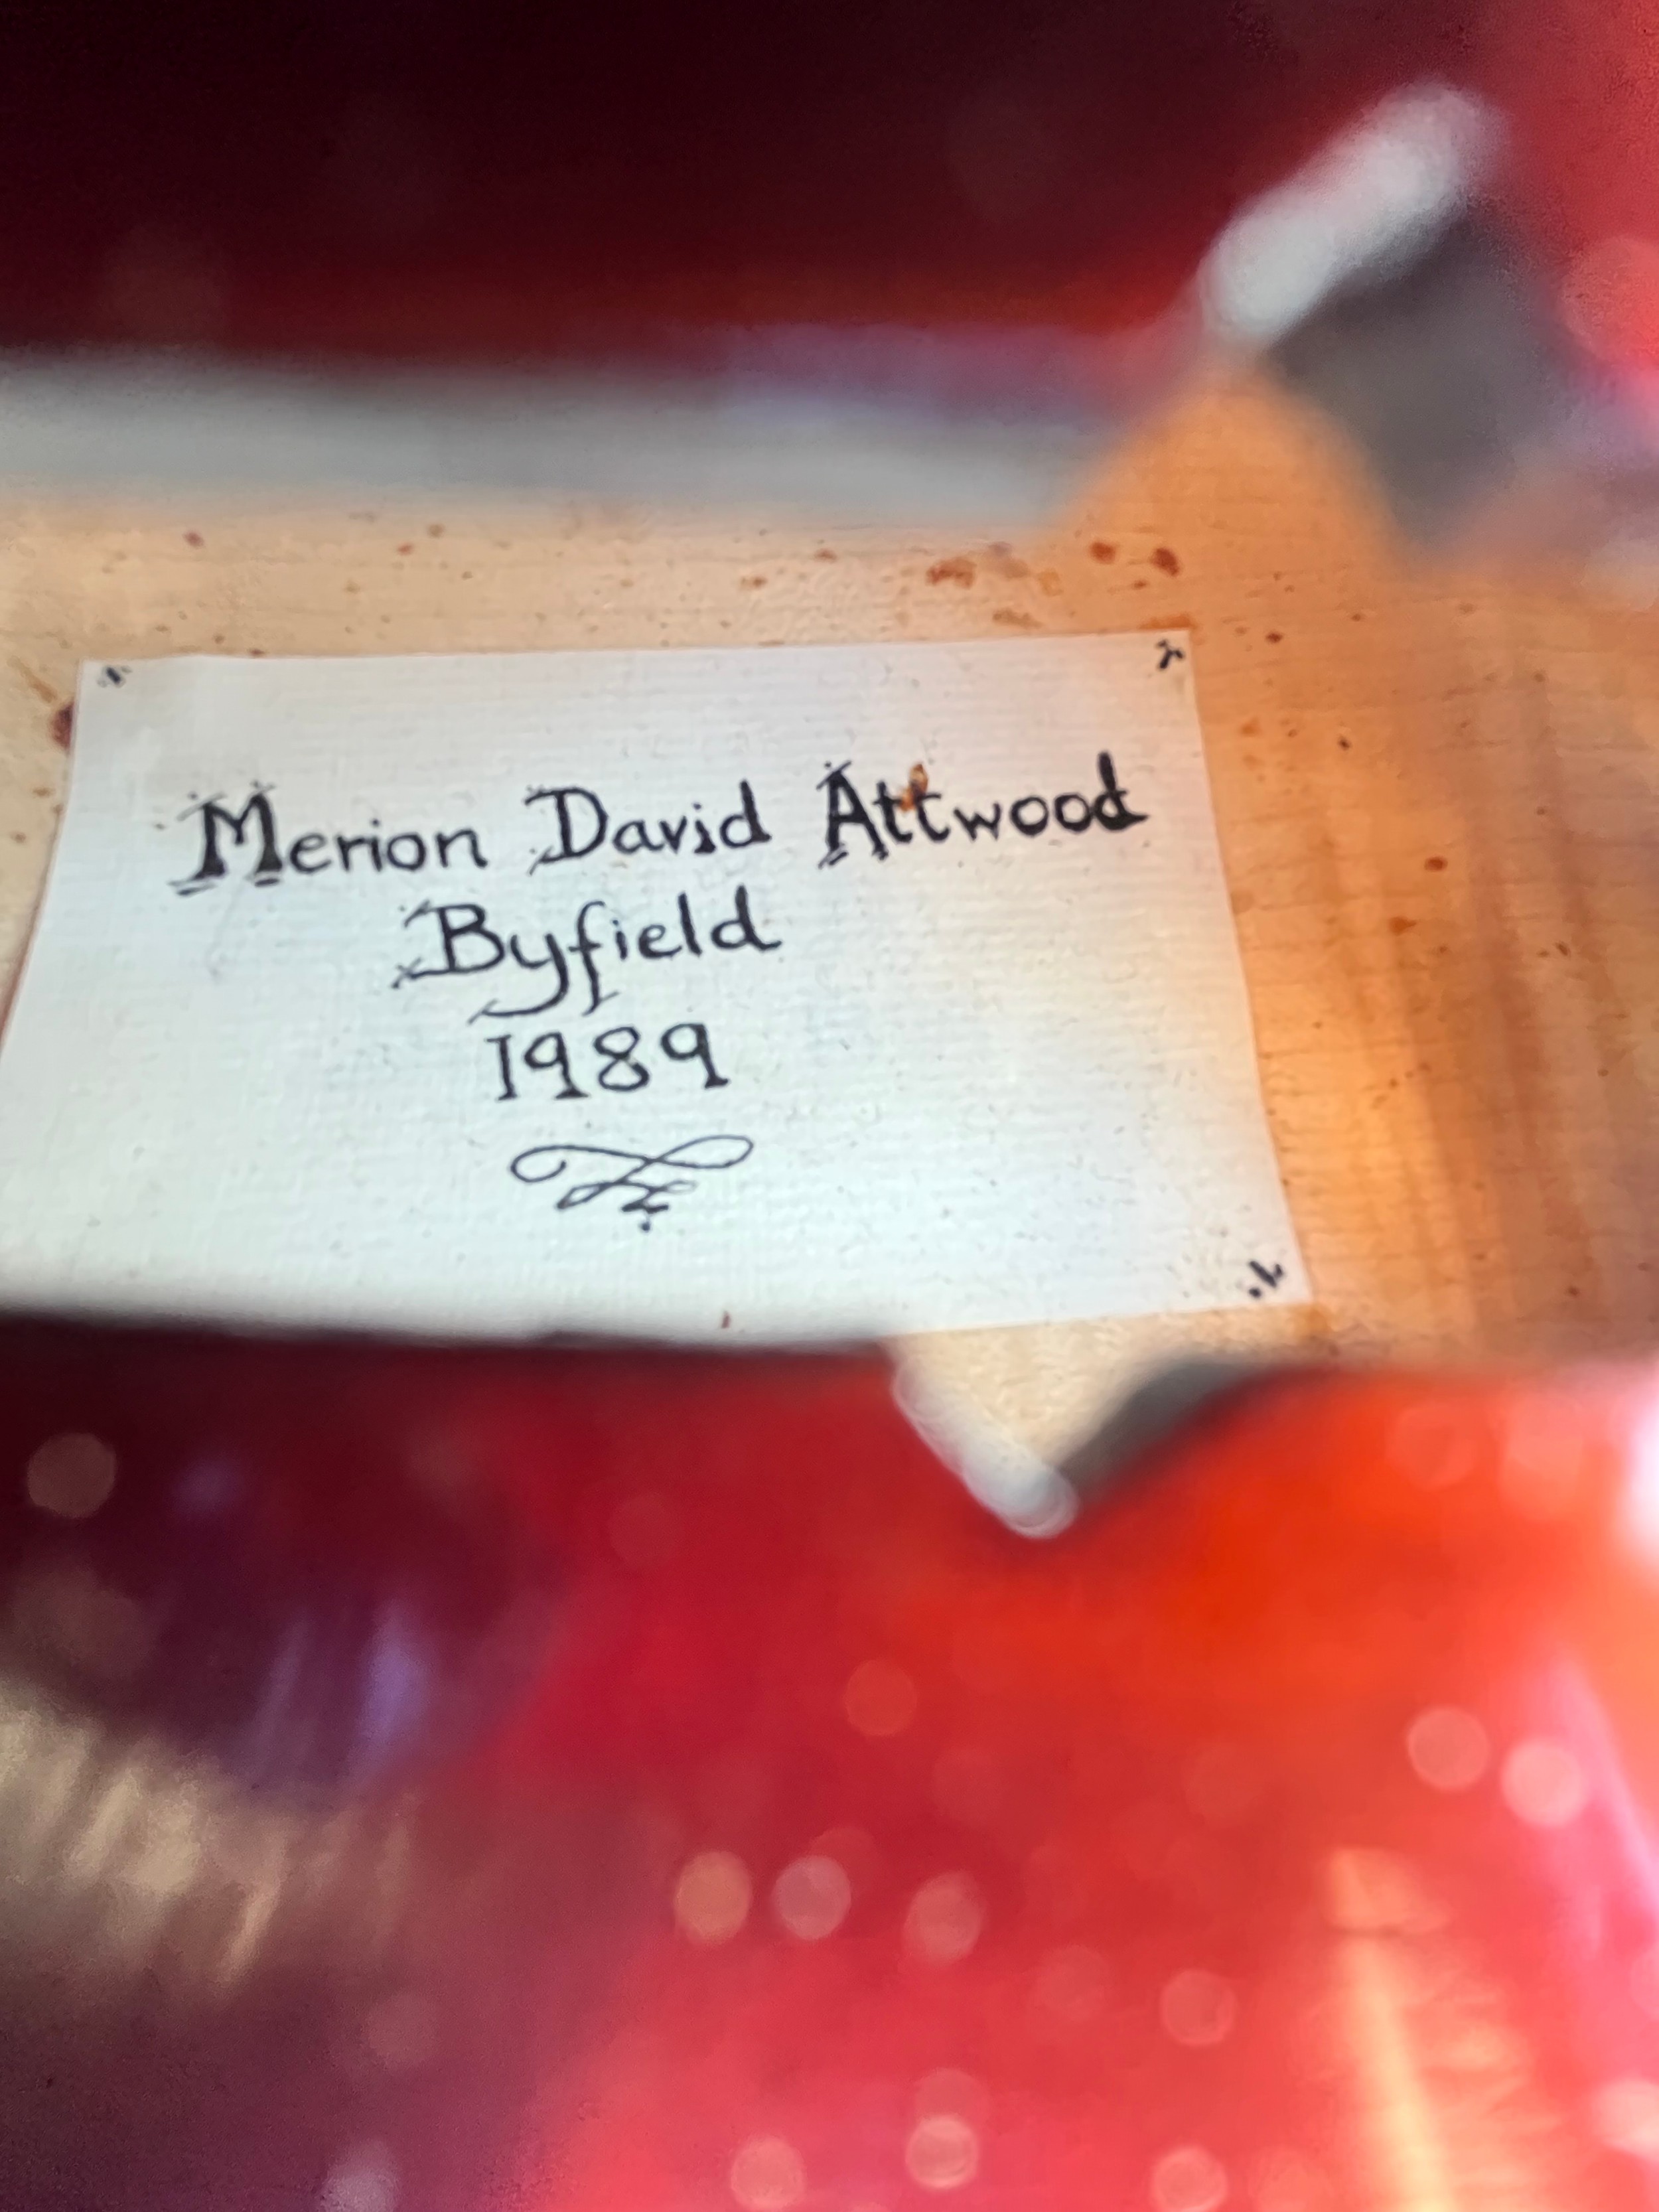 Merion David Attwood
Byfield
1989